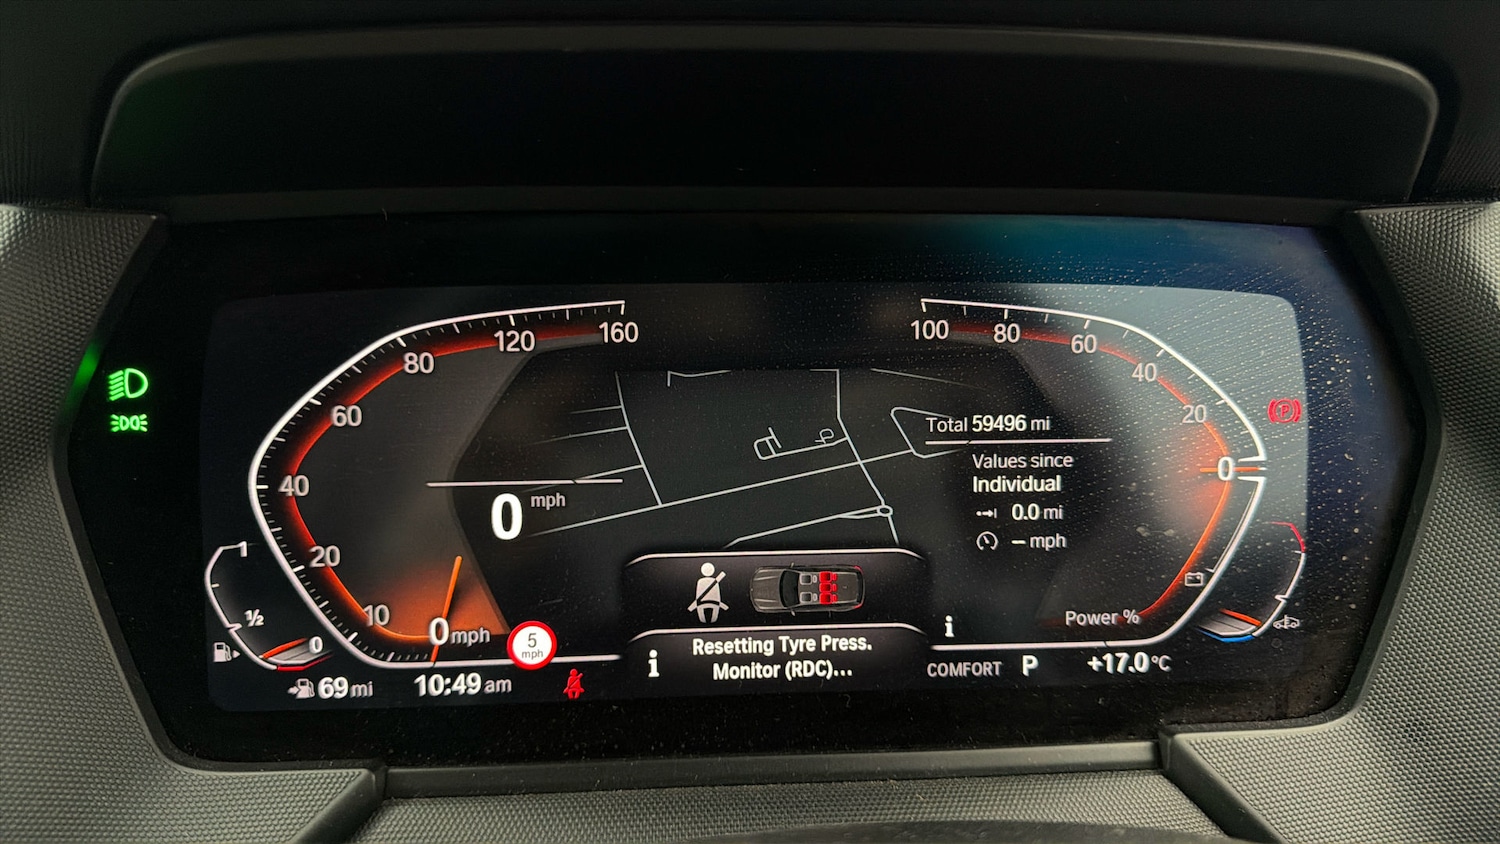 160
120
80
60
40
20
10
0 mph
0 mph
5
mph
1
½
0
69 mi
10:49 am
100
80
60
40
20
0
Power %
Total 59496 mi
Values since
Individual
0.0 mi
– mph
i
Resetting Tyre Press.
Monitor (RDC)...
i
COMFORT P
+17.0 °C
P